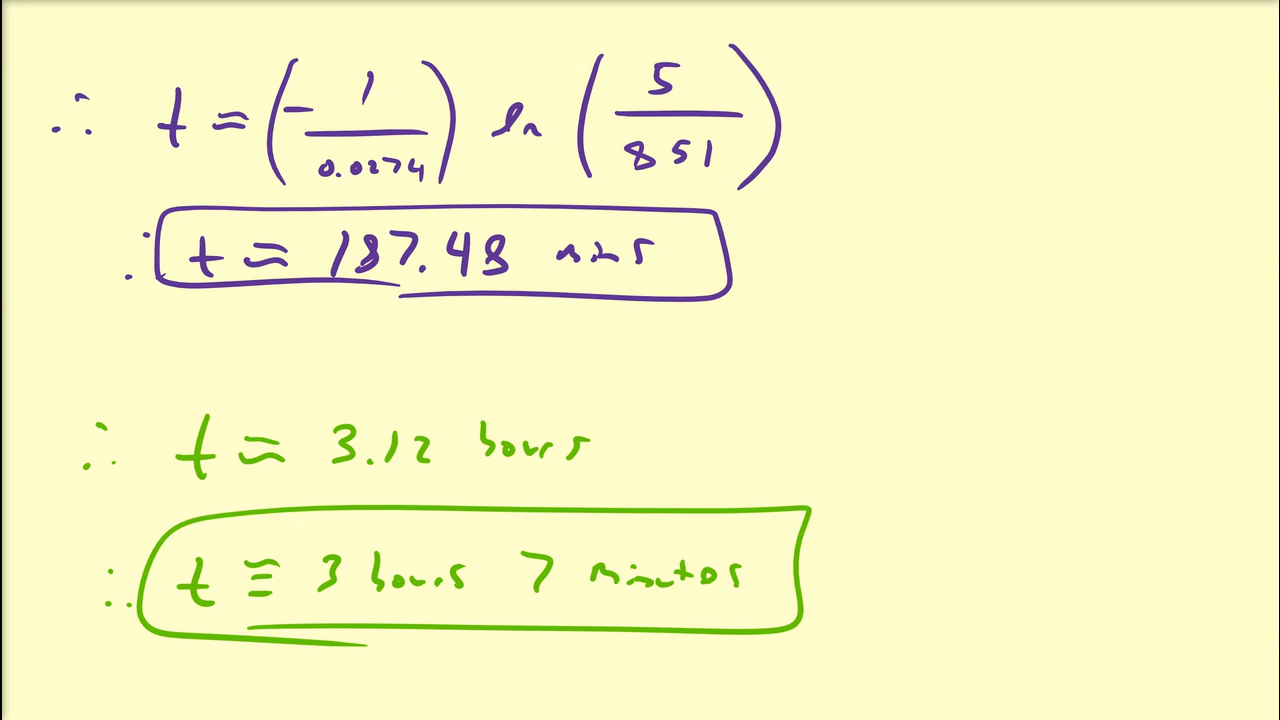 ∴ t = (-1/0.0274) ln (5/851)
∴ t ≈ 187.48 mins
∴ t ≈ 3.12 hours
∴ t ≡ 3 hours 7 minutes